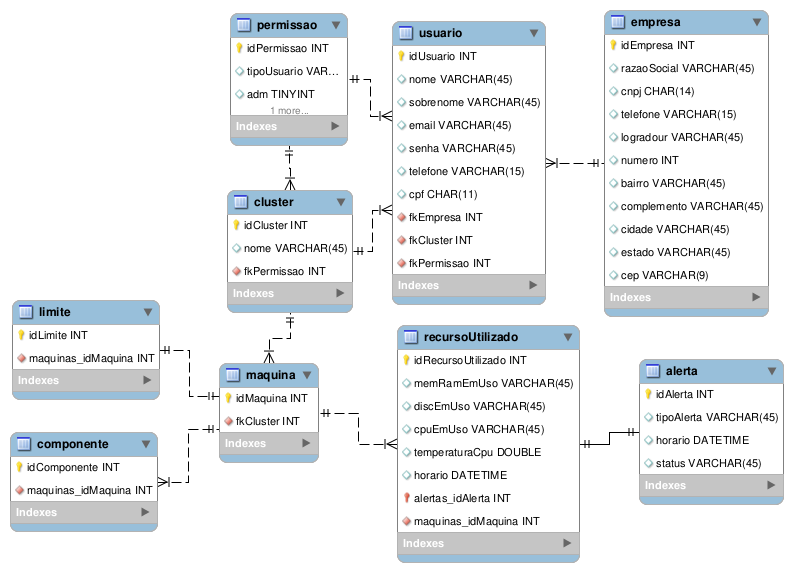 permissao
idPermissao INT
tipoUsuario VAR...
adm TINYINT
1 more...
Indexes
usuario
idUsuario INT
nome VARCHAR(45)
sobrenome VARCHAR(45)
email VARCHAR(45)
senha VARCHAR(45)
telefone VARCHAR(15)
cpf CHAR(11)
fkEmpresa INT
fkCluster INT
fkPermissao INT
Indexes
empresa
idEmpresa INT
razaoSocial VARCHAR(45)
cnpj CHAR(14)
telefone VARCHAR(15)
logradour VARCHAR(45)
numero INT
bairro VARCHAR(45)
complemento VARCHAR(45)
cidade VARCHAR(45)
estado VARCHAR(45)
cep VARCHAR(9)
Indexes
cluster
idCluster INT
nome VARCHAR(45)
fkPermissao INT
Indexes
limite
idLimite INT
maquinas_idMaquina INT
Indexes
maquina
idMaquina INT
fkCluster INT
Indexes
componente
idComponente INT
maquinas_idMaquina INT
Indexes
recursoUtilizado
idRecursoUtilizado INT
memRamEmUso VARCHAR(45)
discEmUso VARCHAR(45)
cpuEmUso VARCHAR(45)
temperaturaCpu DOUBLE
horario DATETIME
alertas_idAlerta INT
maquinas_idMaquina INT
Indexes
alerta
idAlerta INT
tipoAlerta VARCHAR(45)
horario DATETIME
status VARCHAR(45)
Indexes